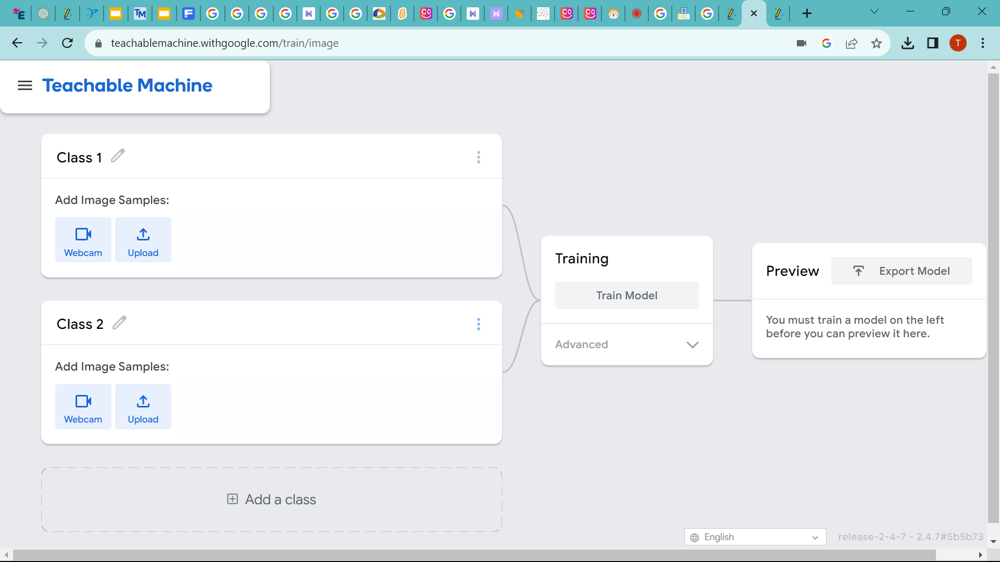 teachablemachine.withgoogle.com/train/image
T
Teachable Machine
Class 1
Add Image Samples:
Webcam
Upload
Class 2
Add Image Samples:
Webcam
Upload
Add a class
Training
Train Model
Advanced
Preview
Export Model
You must train a model on the left
before you can preview it here.
English
release-2-4-7 - 2.4.7#5b5b73